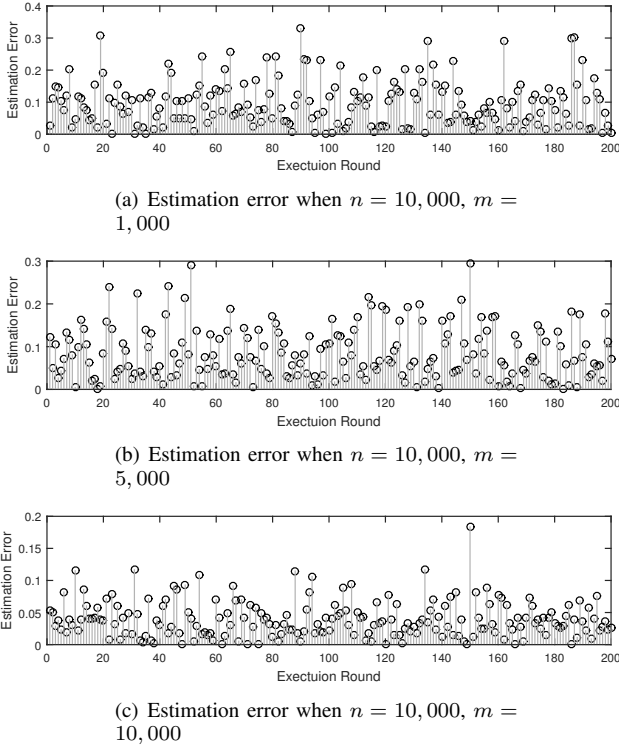 0.4
0.3
0.2
0.1
0
Estimation Error
0 20 40 60 80 100 120 140 160 180 200
Exectuion Round
(a) Estimation error when n = 10, 000, m =
1, 000
0.3
0.2
0.1
0
Estimation Error
0 20 40 60 80 100 120 140 160 180 200
Exectuion Round
(b) Estimation error when n = 10, 000, m =
5, 000
0.2
0.15
0.1
0.05
0
Estimation Error
0 20 40 60 80 100 120 140 160 180 200
Exectuion Round
(c) Estimation error when n = 10, 000, m =
10, 000